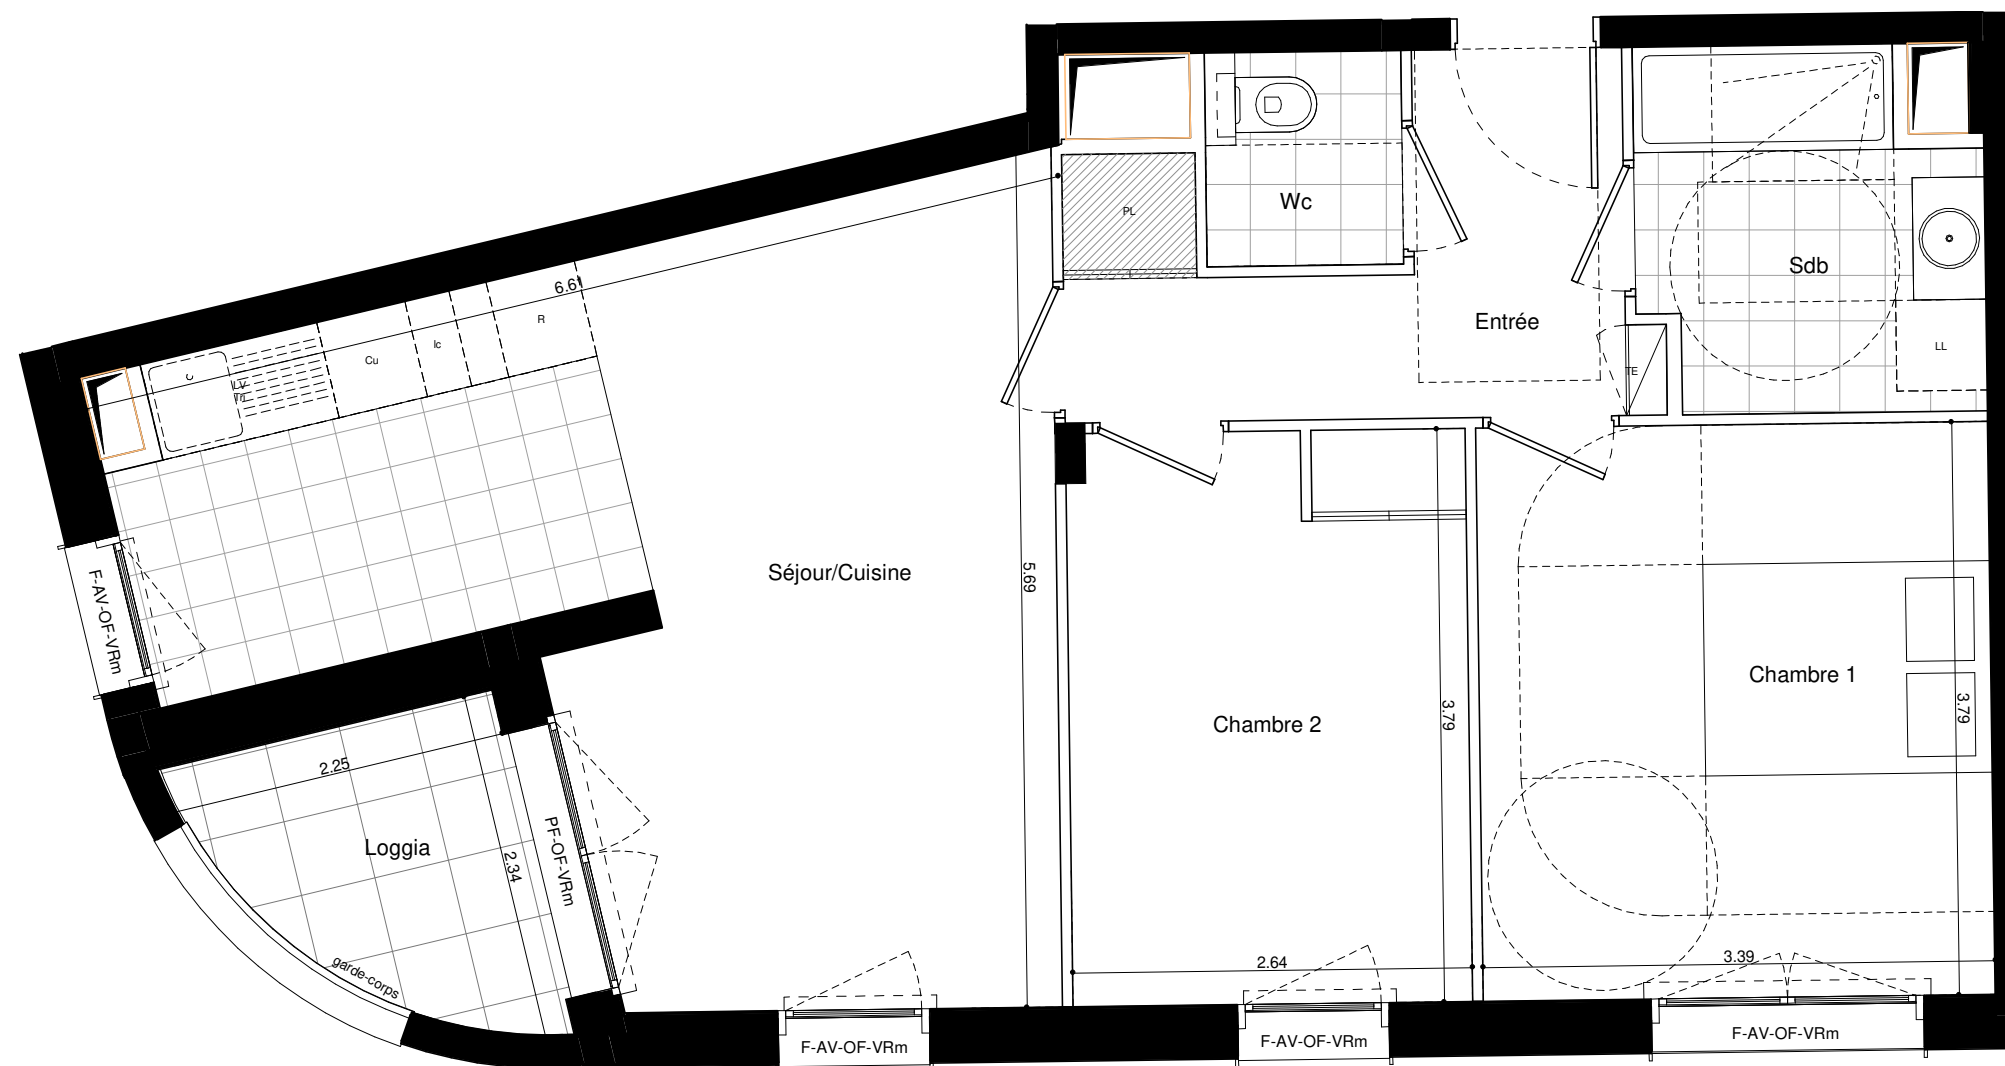 PL
Wc
Sdb
Entrée
LL
TE
6.61
R
Ic
Cu
LV
Séjour/Cuisine
5.69
F-AV-OF-VRm
Chambre 1
3.79
Chambre 2
3.79
2.25
Loggia
2.34
PF-OF-VRm
garde-corps
2.64
3.39
F-AV-OF-VRm
F-AV-OF-VRm
F-AV-OF-VRm